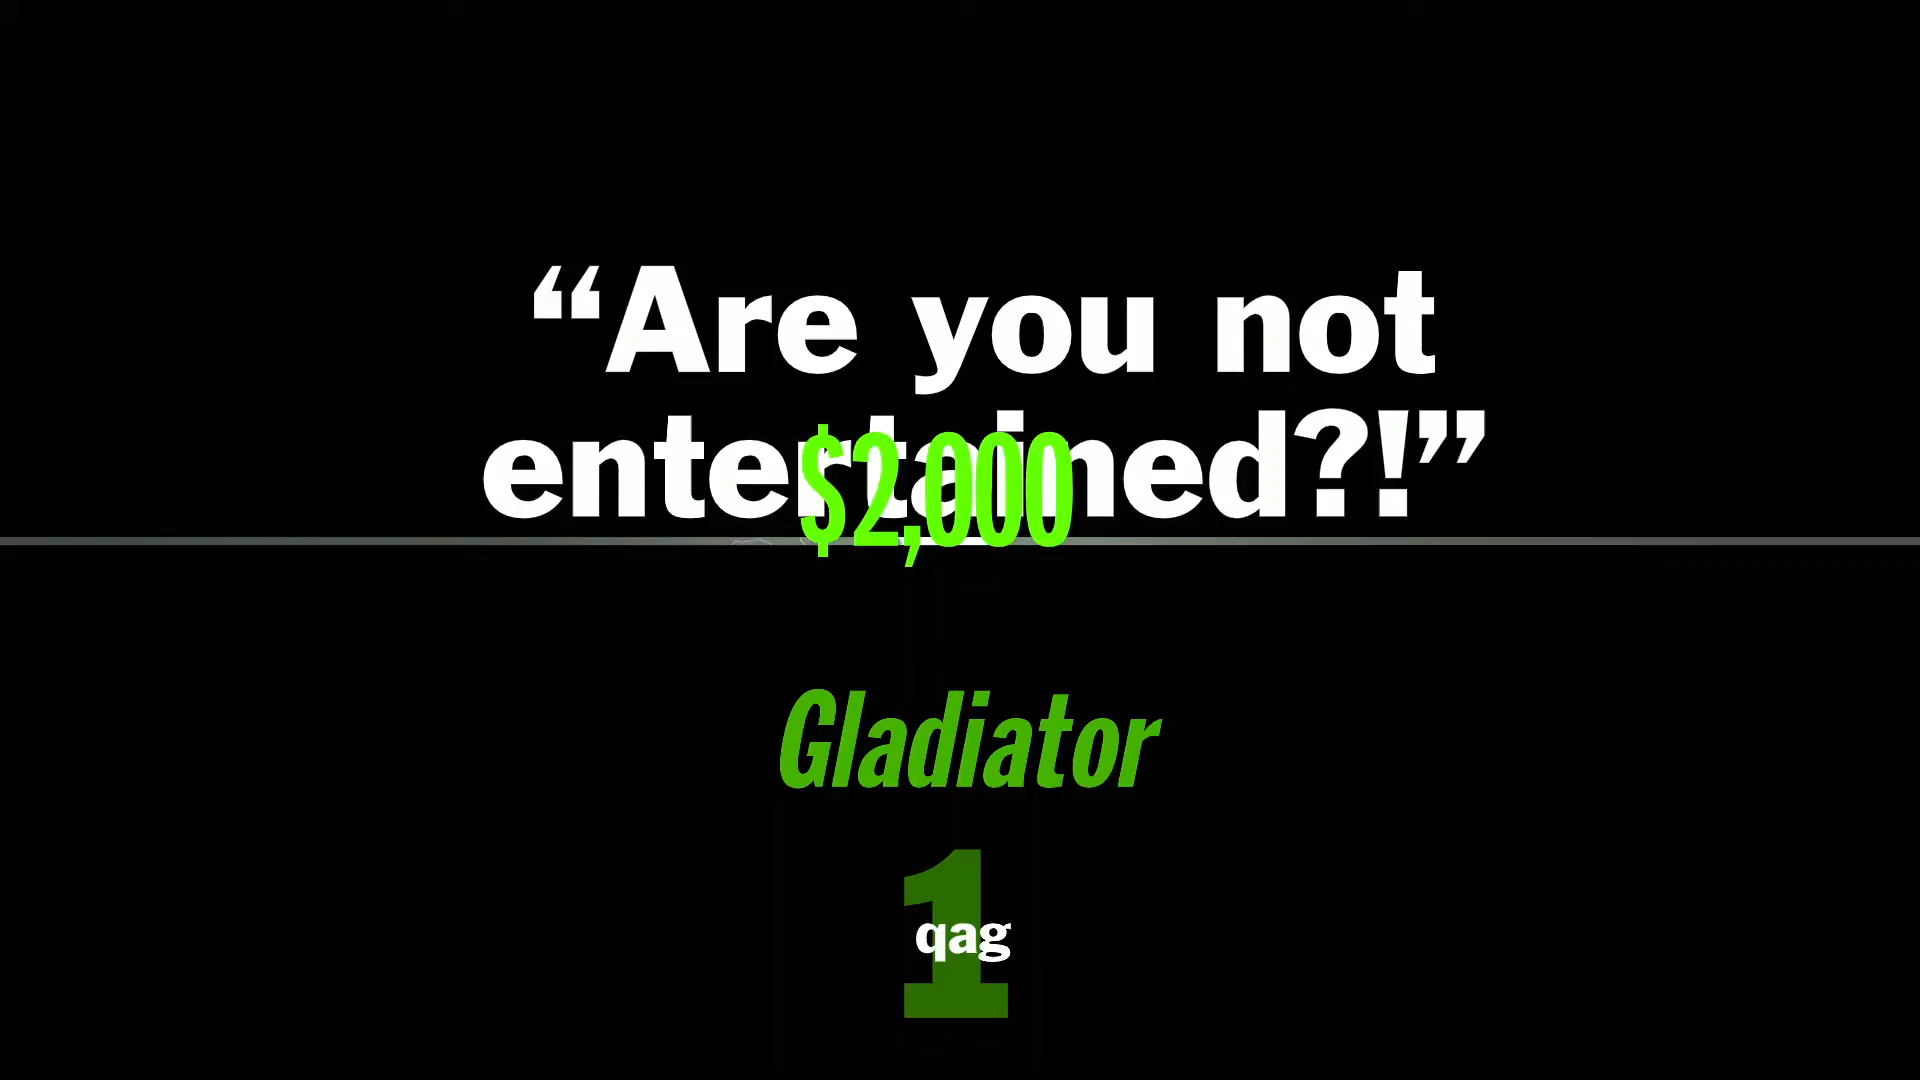 “Are you not
entertained?!”
$2,000
Gladiator
1
qag